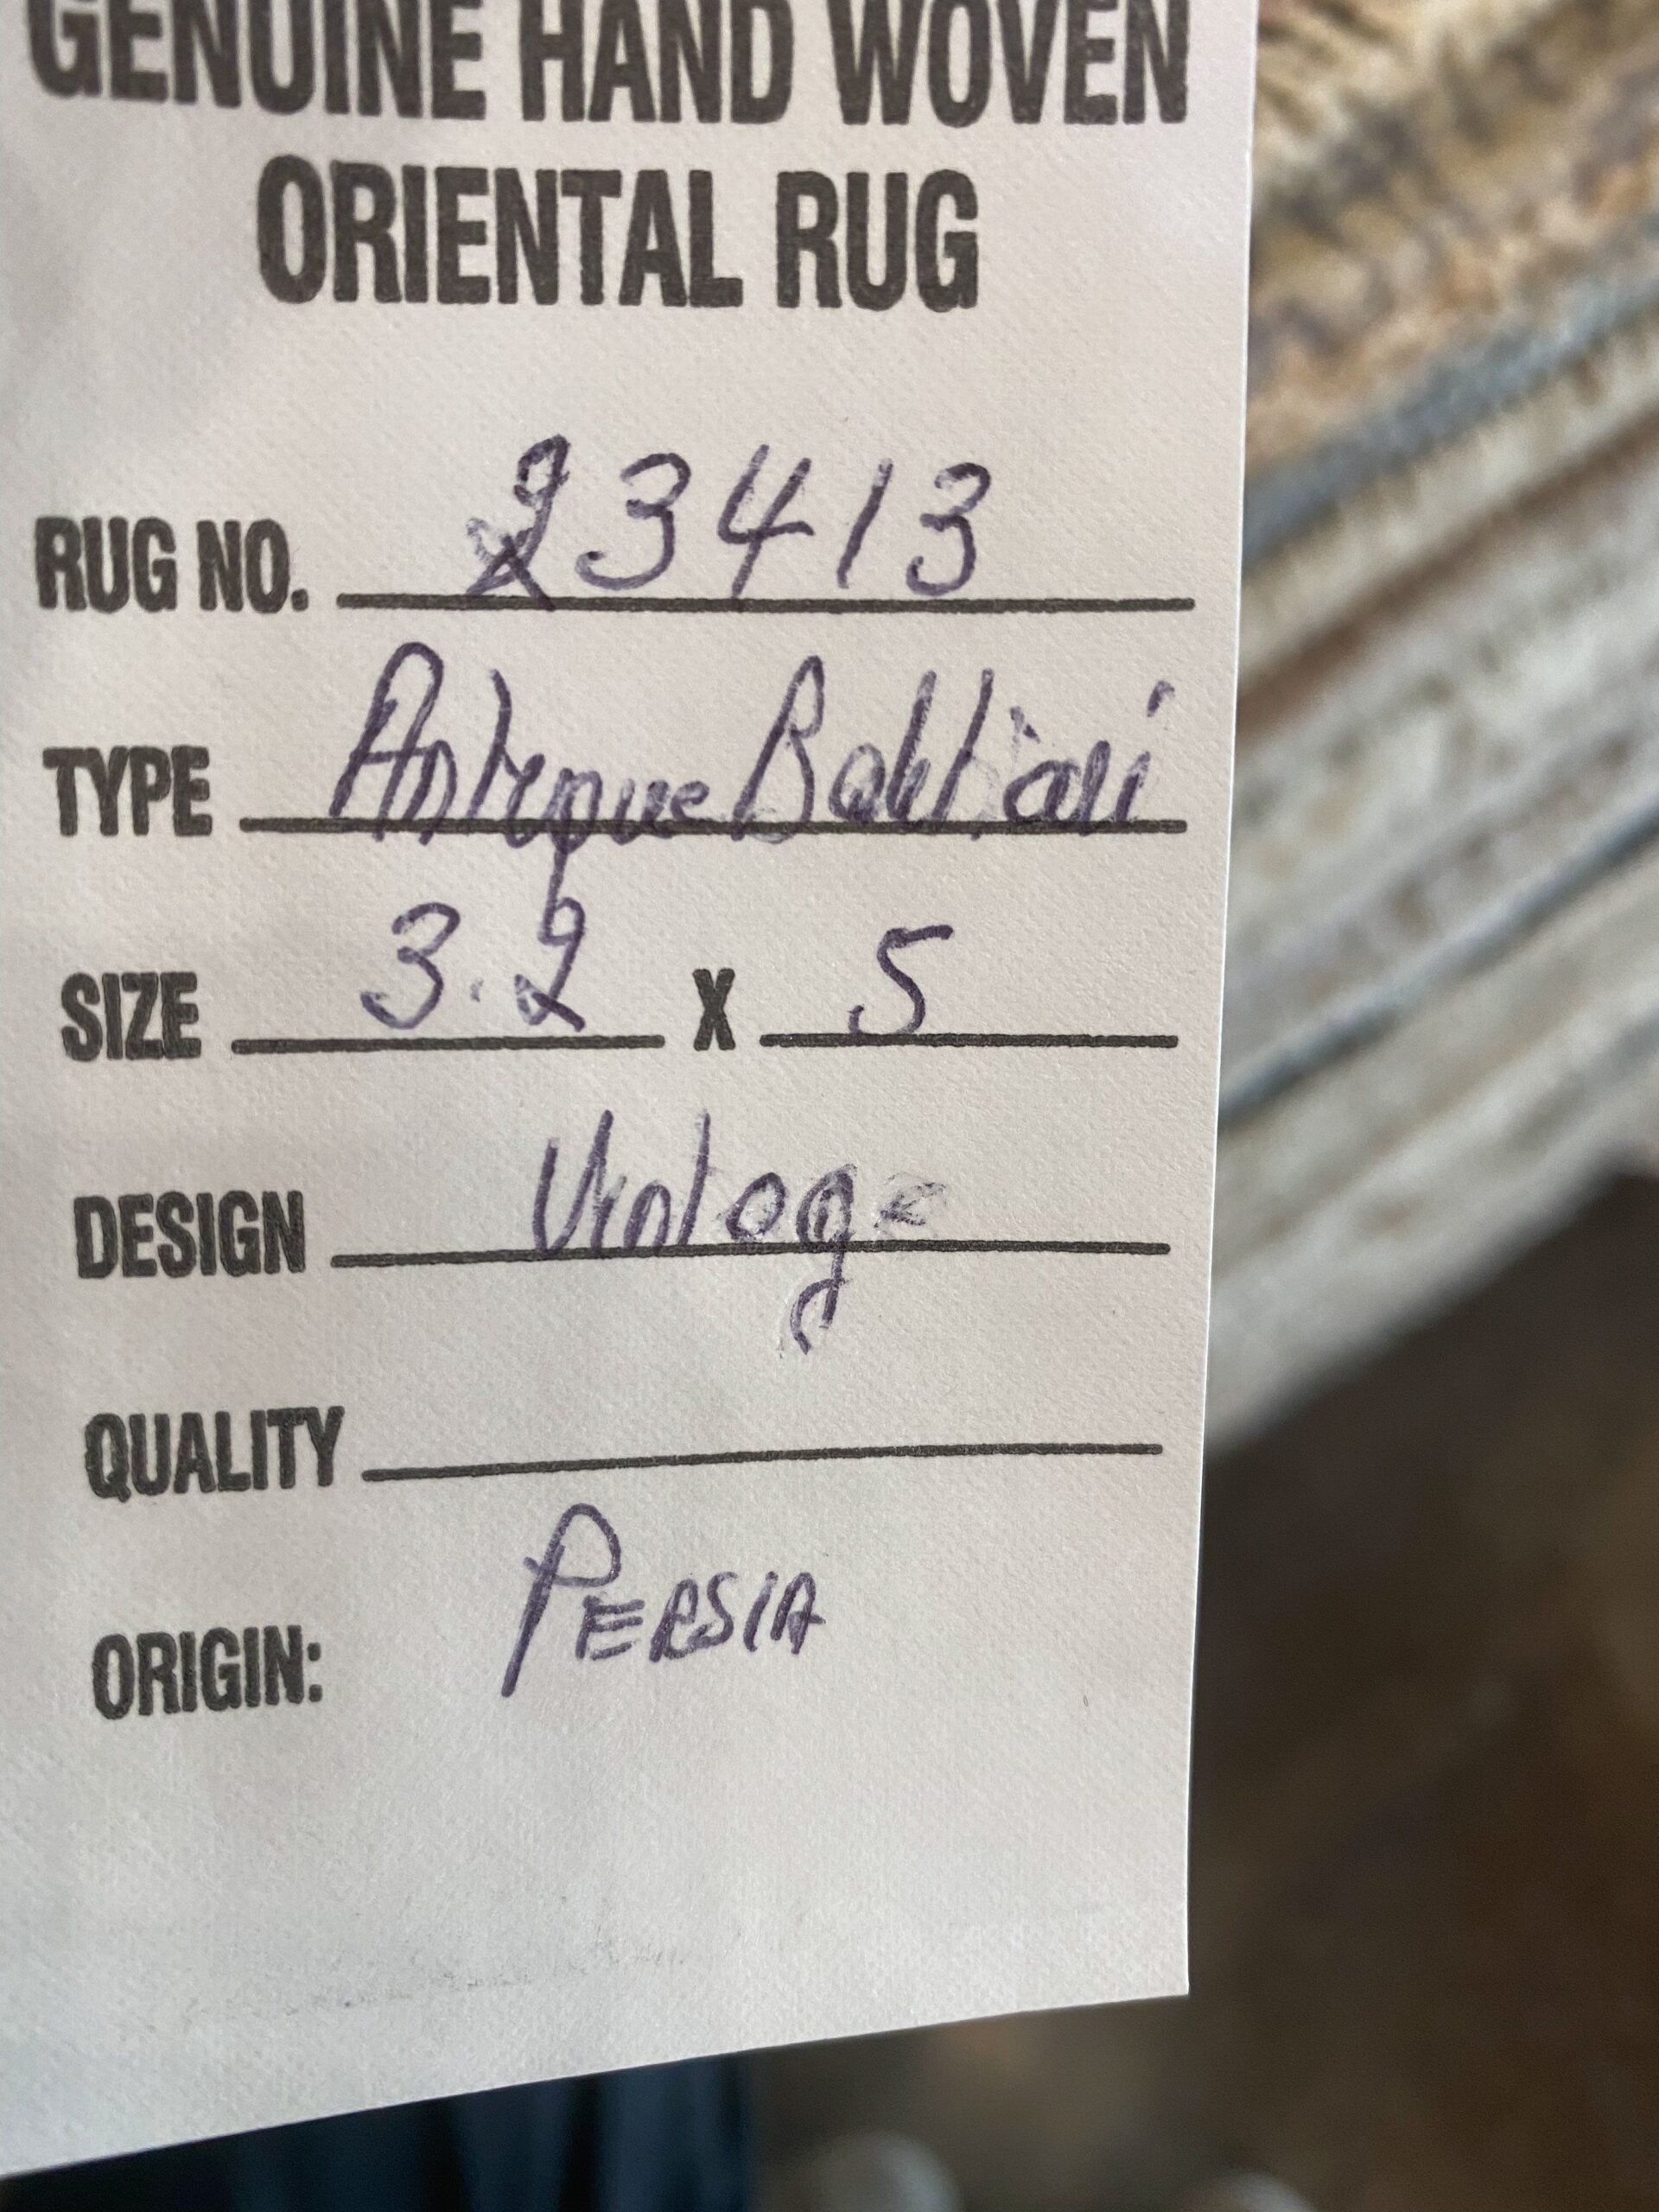 GENUINE HAND WOVEN
ORIENTAL RUG
RUG NO. 23413
TYPE Antique Bakhtiari
SIZE 3.2 X 5
DESIGN Vintage
QUALITY
ORIGIN: PERSIA